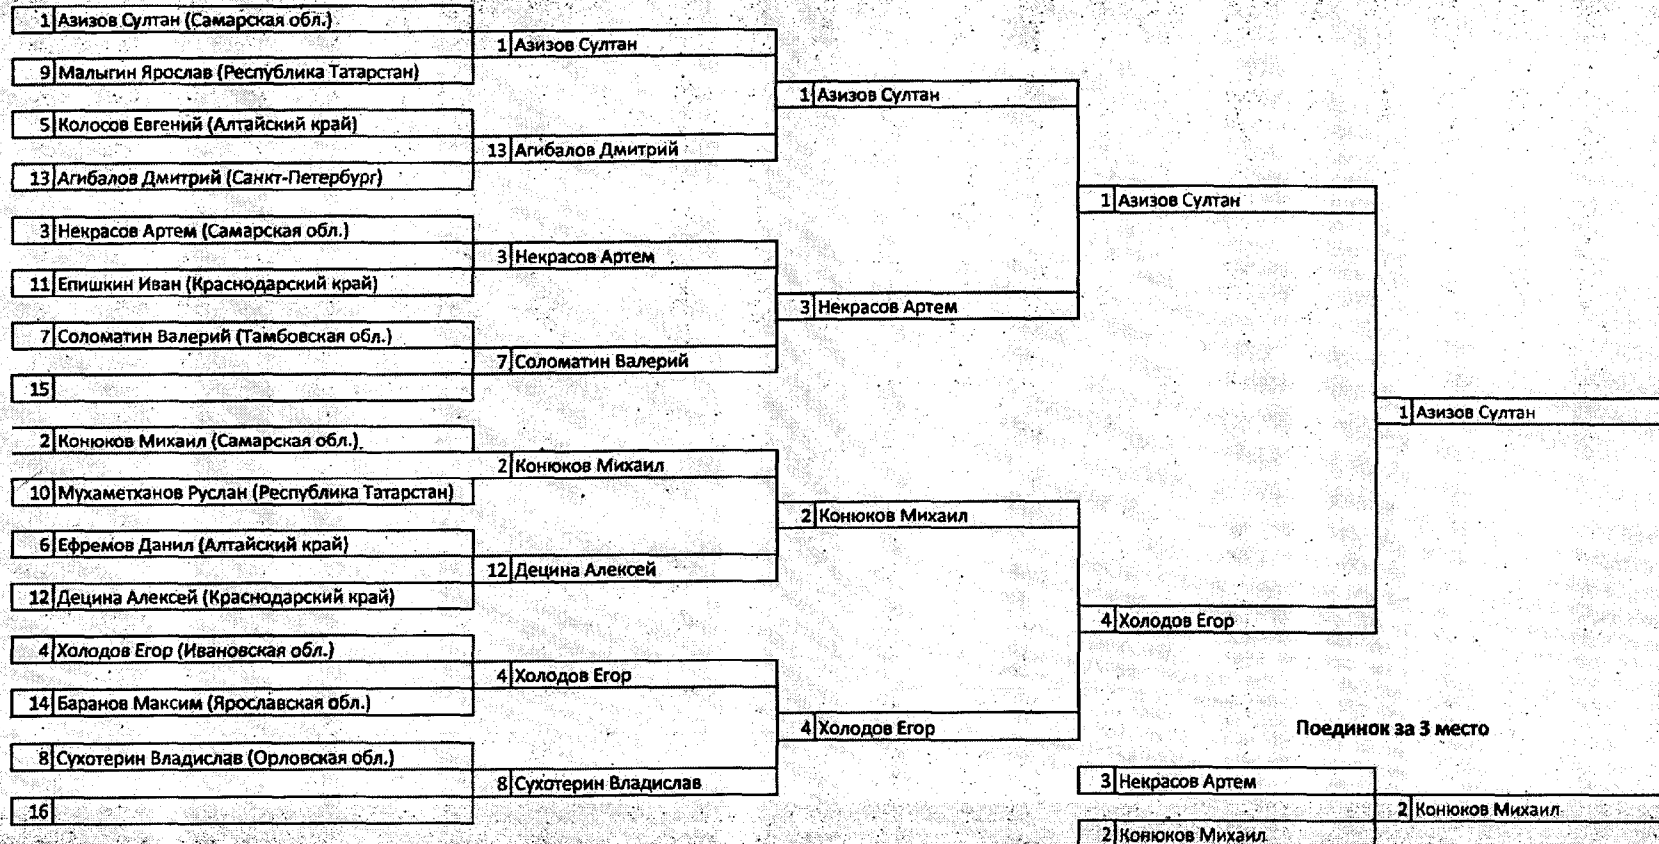 1 Азизов Султан (Самарская обл.)
1 Азизов Султан
9 Малыгин Ярослав (Республика Татарстан)
1 Азизов Султан
5 Колосов Евгений (Алтайский край)
13 Агибалов Дмитрий
13 Агибалов Дмитрий (Санкт-Петербург)
1 Азизов Султан
3 Некрасов Артем (Самарская обл.)
3 Некрасов Артем
11 Епишкин Иван (Краснодарский край)
3 Некрасов Артем
7 Соломатин Валерий (Тамбовская обл.)
7 Соломатин Валерий
15
1 Азизов Султан
2 Конюков Михаил (Самарская обл.)
2 Конюков Михаил
10 Мухаметханов Руслан (Республика Татарстан)
2 Конюков Михаил
6 Ефремов Данил (Алтайский край)
12 Децина Алексей
12 Децина Алексей (Краснодарский край)
4 Холодов Егор
4 Холодов Егор (Ивановская обл.)
4 Холодов Егор
14 Баранов Максим (Ярославская обл.)
4 Холодов Егор
Поединок за 3 место
8 Сухотерин Владислав (Орловская обл.)
8 Сухотерин Владислав
3 Некрасов Артем
16
2 Конюков Михаил
2 Конюков Михаил